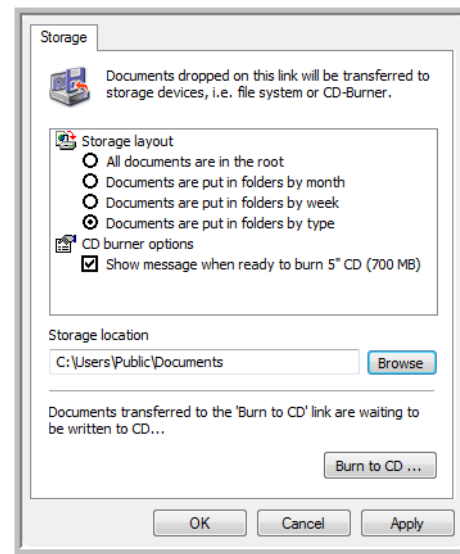 Storage
Documents dropped on this link will be transferred to
storage devices, i.e. file system or CD-Burner.
Storage layout
All documents are in the root
Documents are put in folders by month
Documents are put in folders by week
Documents are put in folders by type
CD burner options
Show message when ready to burn 5" CD (700 MB)
Storage location
C:\Users\Public\Documents
Browse
Documents transferred to the 'Burn to CD' link are waiting to
be written to CD...
Burn to CD ...
OK Cancel Apply